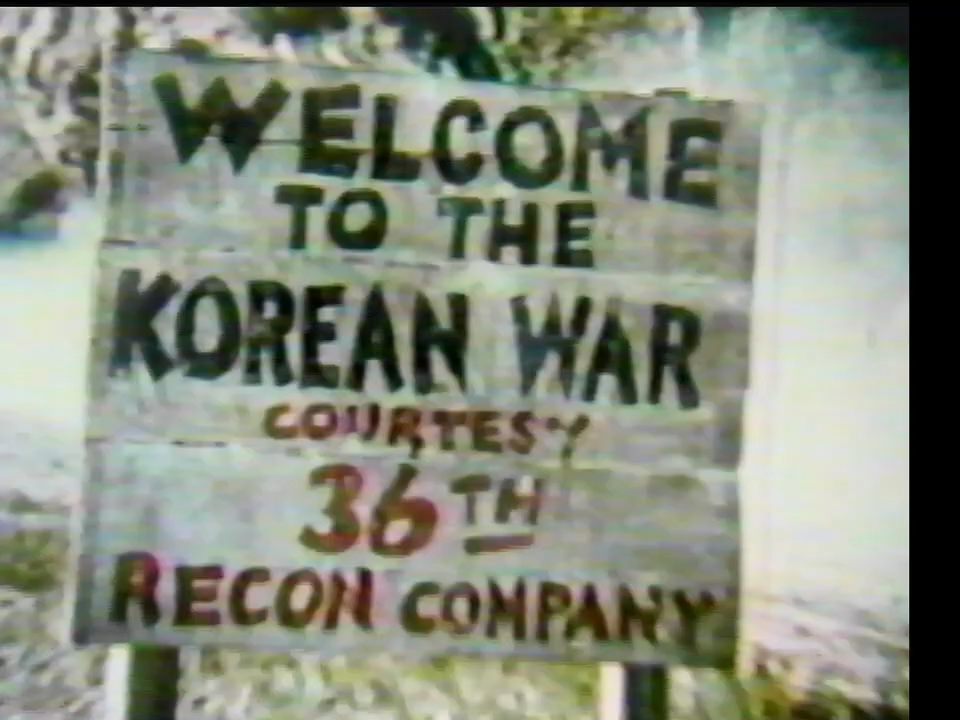 WELCOME
TO THE
KOREAN WAR
COURTESY
36TH
RECON COMPANY